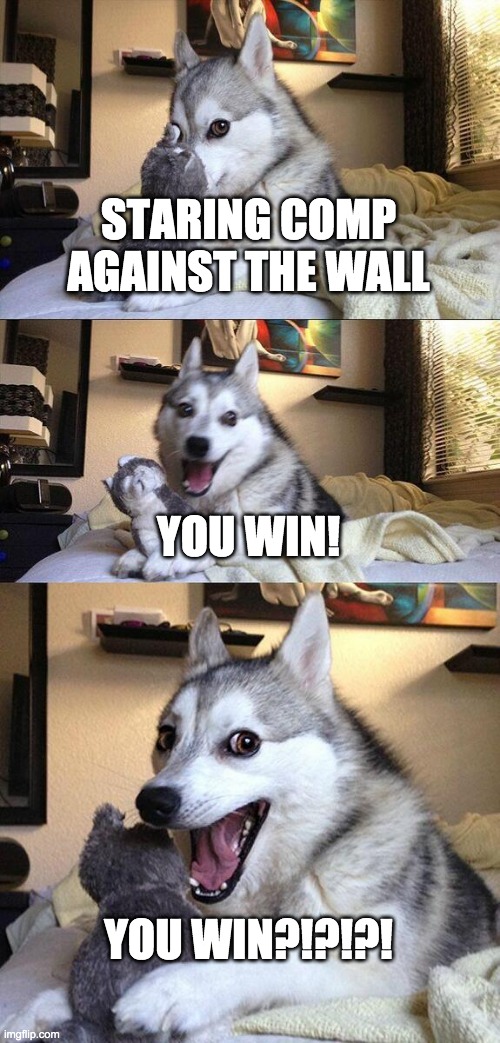 STARING COMP
AGAINST THE WALL
YOU WIN!
YOU WIN?!?!?!
imgflip.com